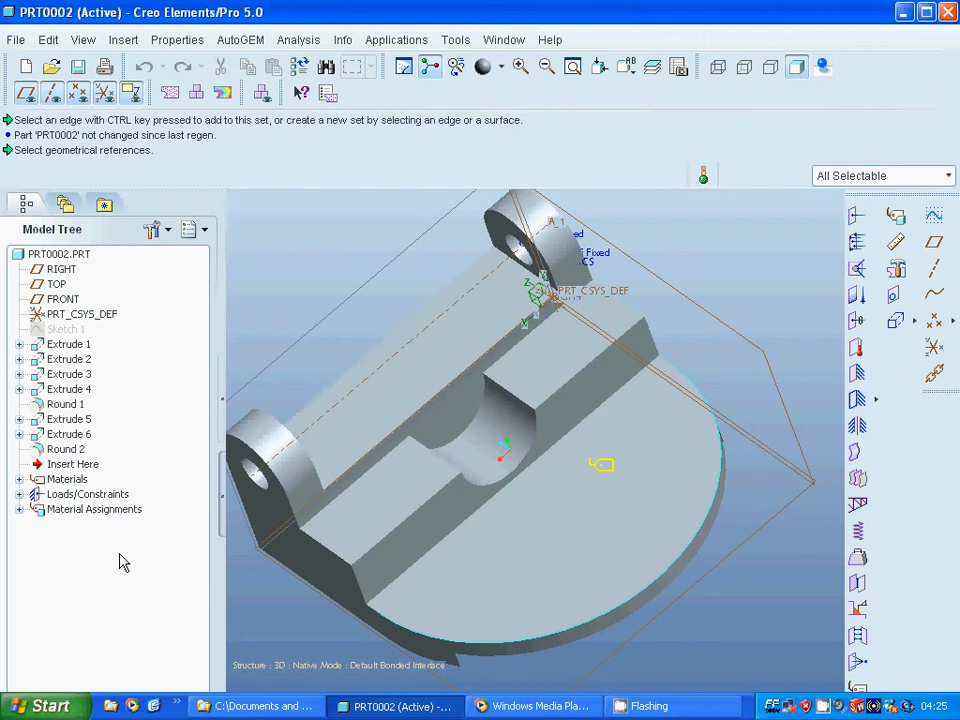 PRT0002 (Active) - Creo Elements/Pro 5.0
File Edit View Insert Properties AutoGEM Analysis Info Applications Tools Window Help
Select an edge with CTRL key pressed to add to this set, or create a new set by selecting an edge or a surface.
Part 'PRT0002' not changed since last regen.
Select geometrical references.
All Selectable
Model Tree
PRT0002.PRT
RIGHT
TOP
FRONT
PRT_CSYS_DEF
Sketch 1
Extrude 1
Extrude 2
Extrude 3
Extrude 4
Round 1
Extrude 5
Extrude 6
Round 2
Insert Here
Materials
Loads/Constraints
Material Assignments
A_1
Fixed
PRT_CSYS_DEF
Structure : 3D : Native Mode : Default Bonded Interface
Start
C:\Documents and ...
PRT0002 (Active) -...
Windows Media Pla...
Flashing
04:25